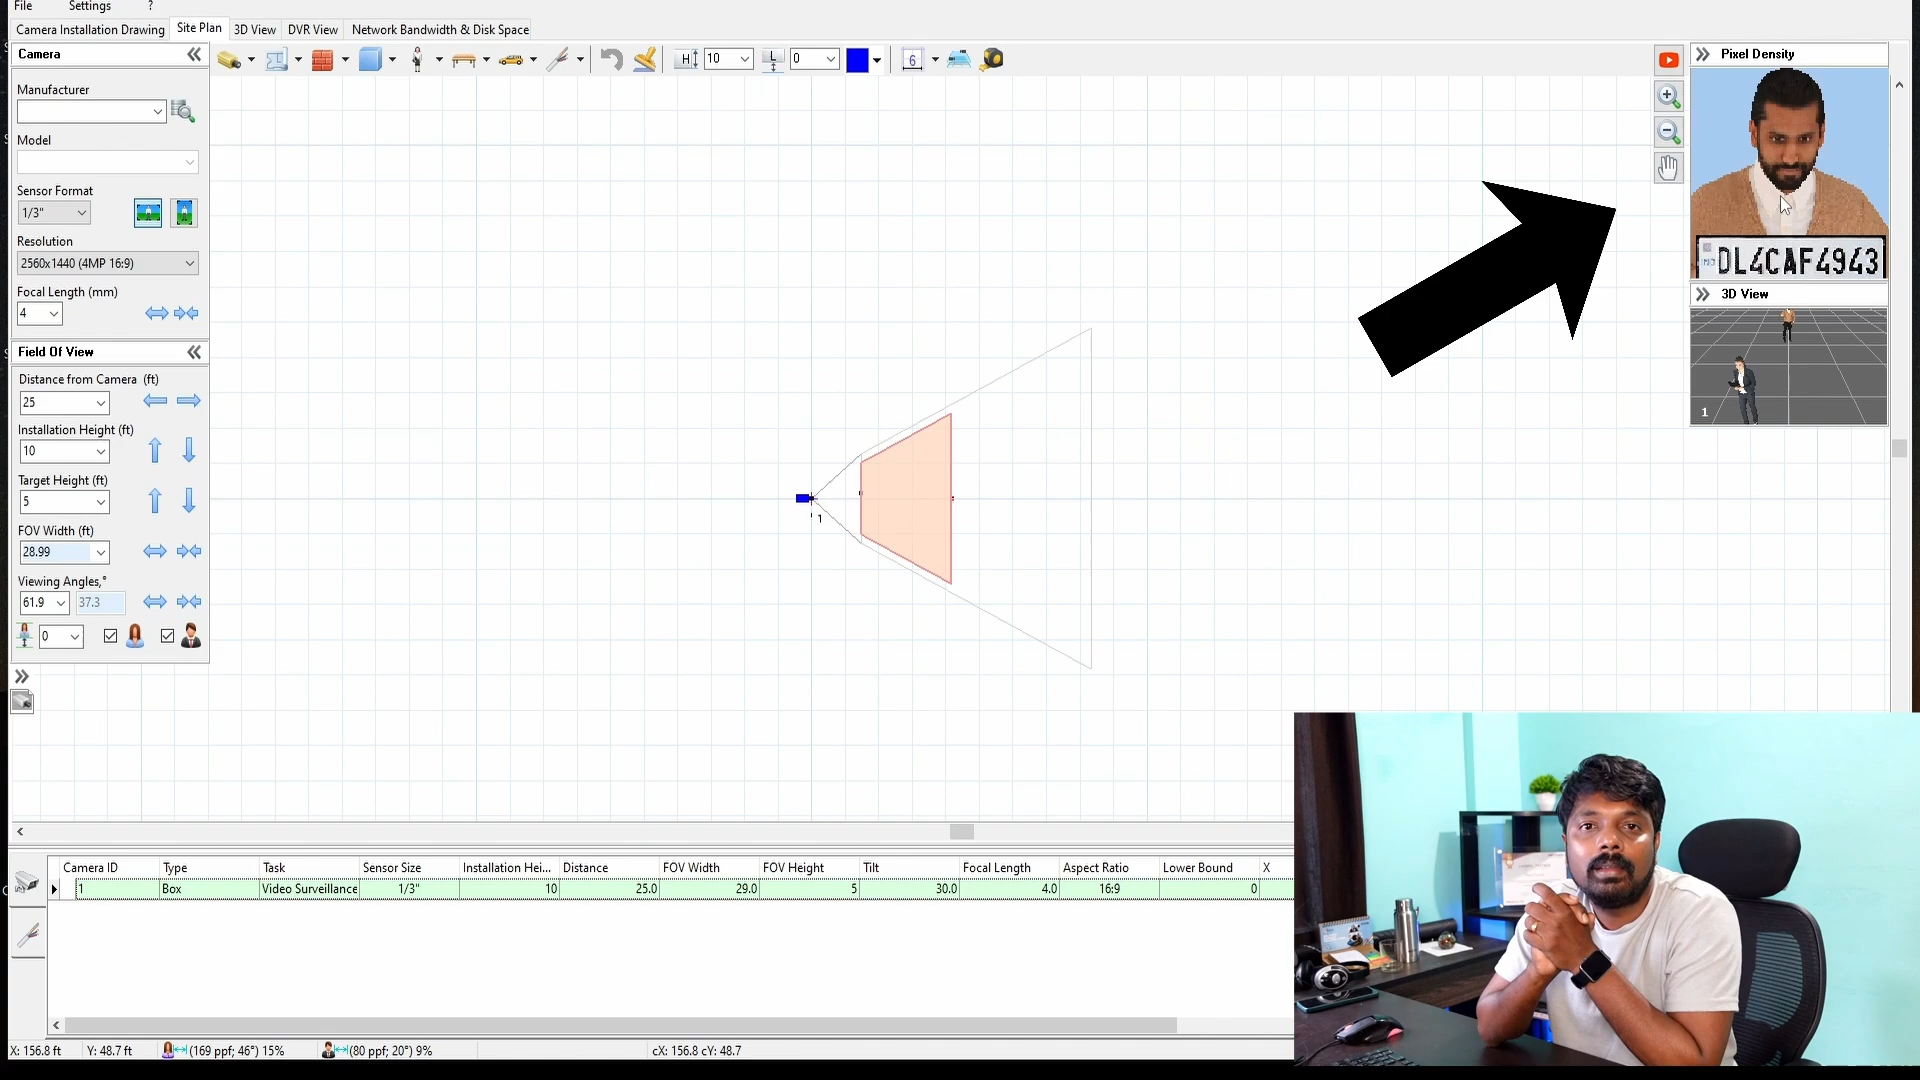 File Settings ?
Camera Installation Drawing Site Plan 3D View DVR View Network Bandwidth & Disk Space
Camera
Manufacturer
Model
Sensor Format
1/3"
Resolution
2560x1440 (4MP 16:9)
Focal Length (mm)
4
Field Of View
Distance from Camera (ft)
25
Installation Height (ft)
10
Target Height (ft)
5
FOV Width (ft)
28.99
Viewing Angles,°
61.9 37.3
0
H 10 L 0 6
1
Pixel Density
DL4CAF4943
3D View
1
Camera ID Type Task Sensor Size Installation Hei... Distance FOV Width FOV Height Tilt Focal Length Aspect Ratio Lower Bound X
1 Box Video Surveillance 1/3" 10 25.0 29.0 5 30.0 4.0 16:9 0
X: 156.8 ft Y: 48.7 ft (169 ppf; 46°) 15% (80 ppf; 20°) 9% cX: 156.8 cY: 48.7